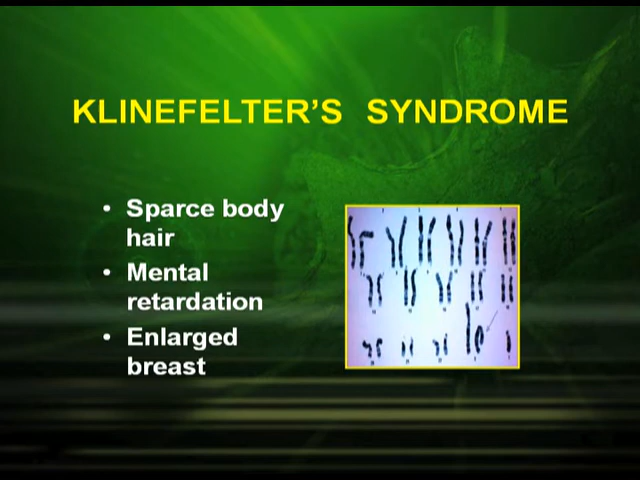 KLINEFELTER’S SYNDROME
• Sparce body
hair
• Mental
retardation
• Enlarged
breast